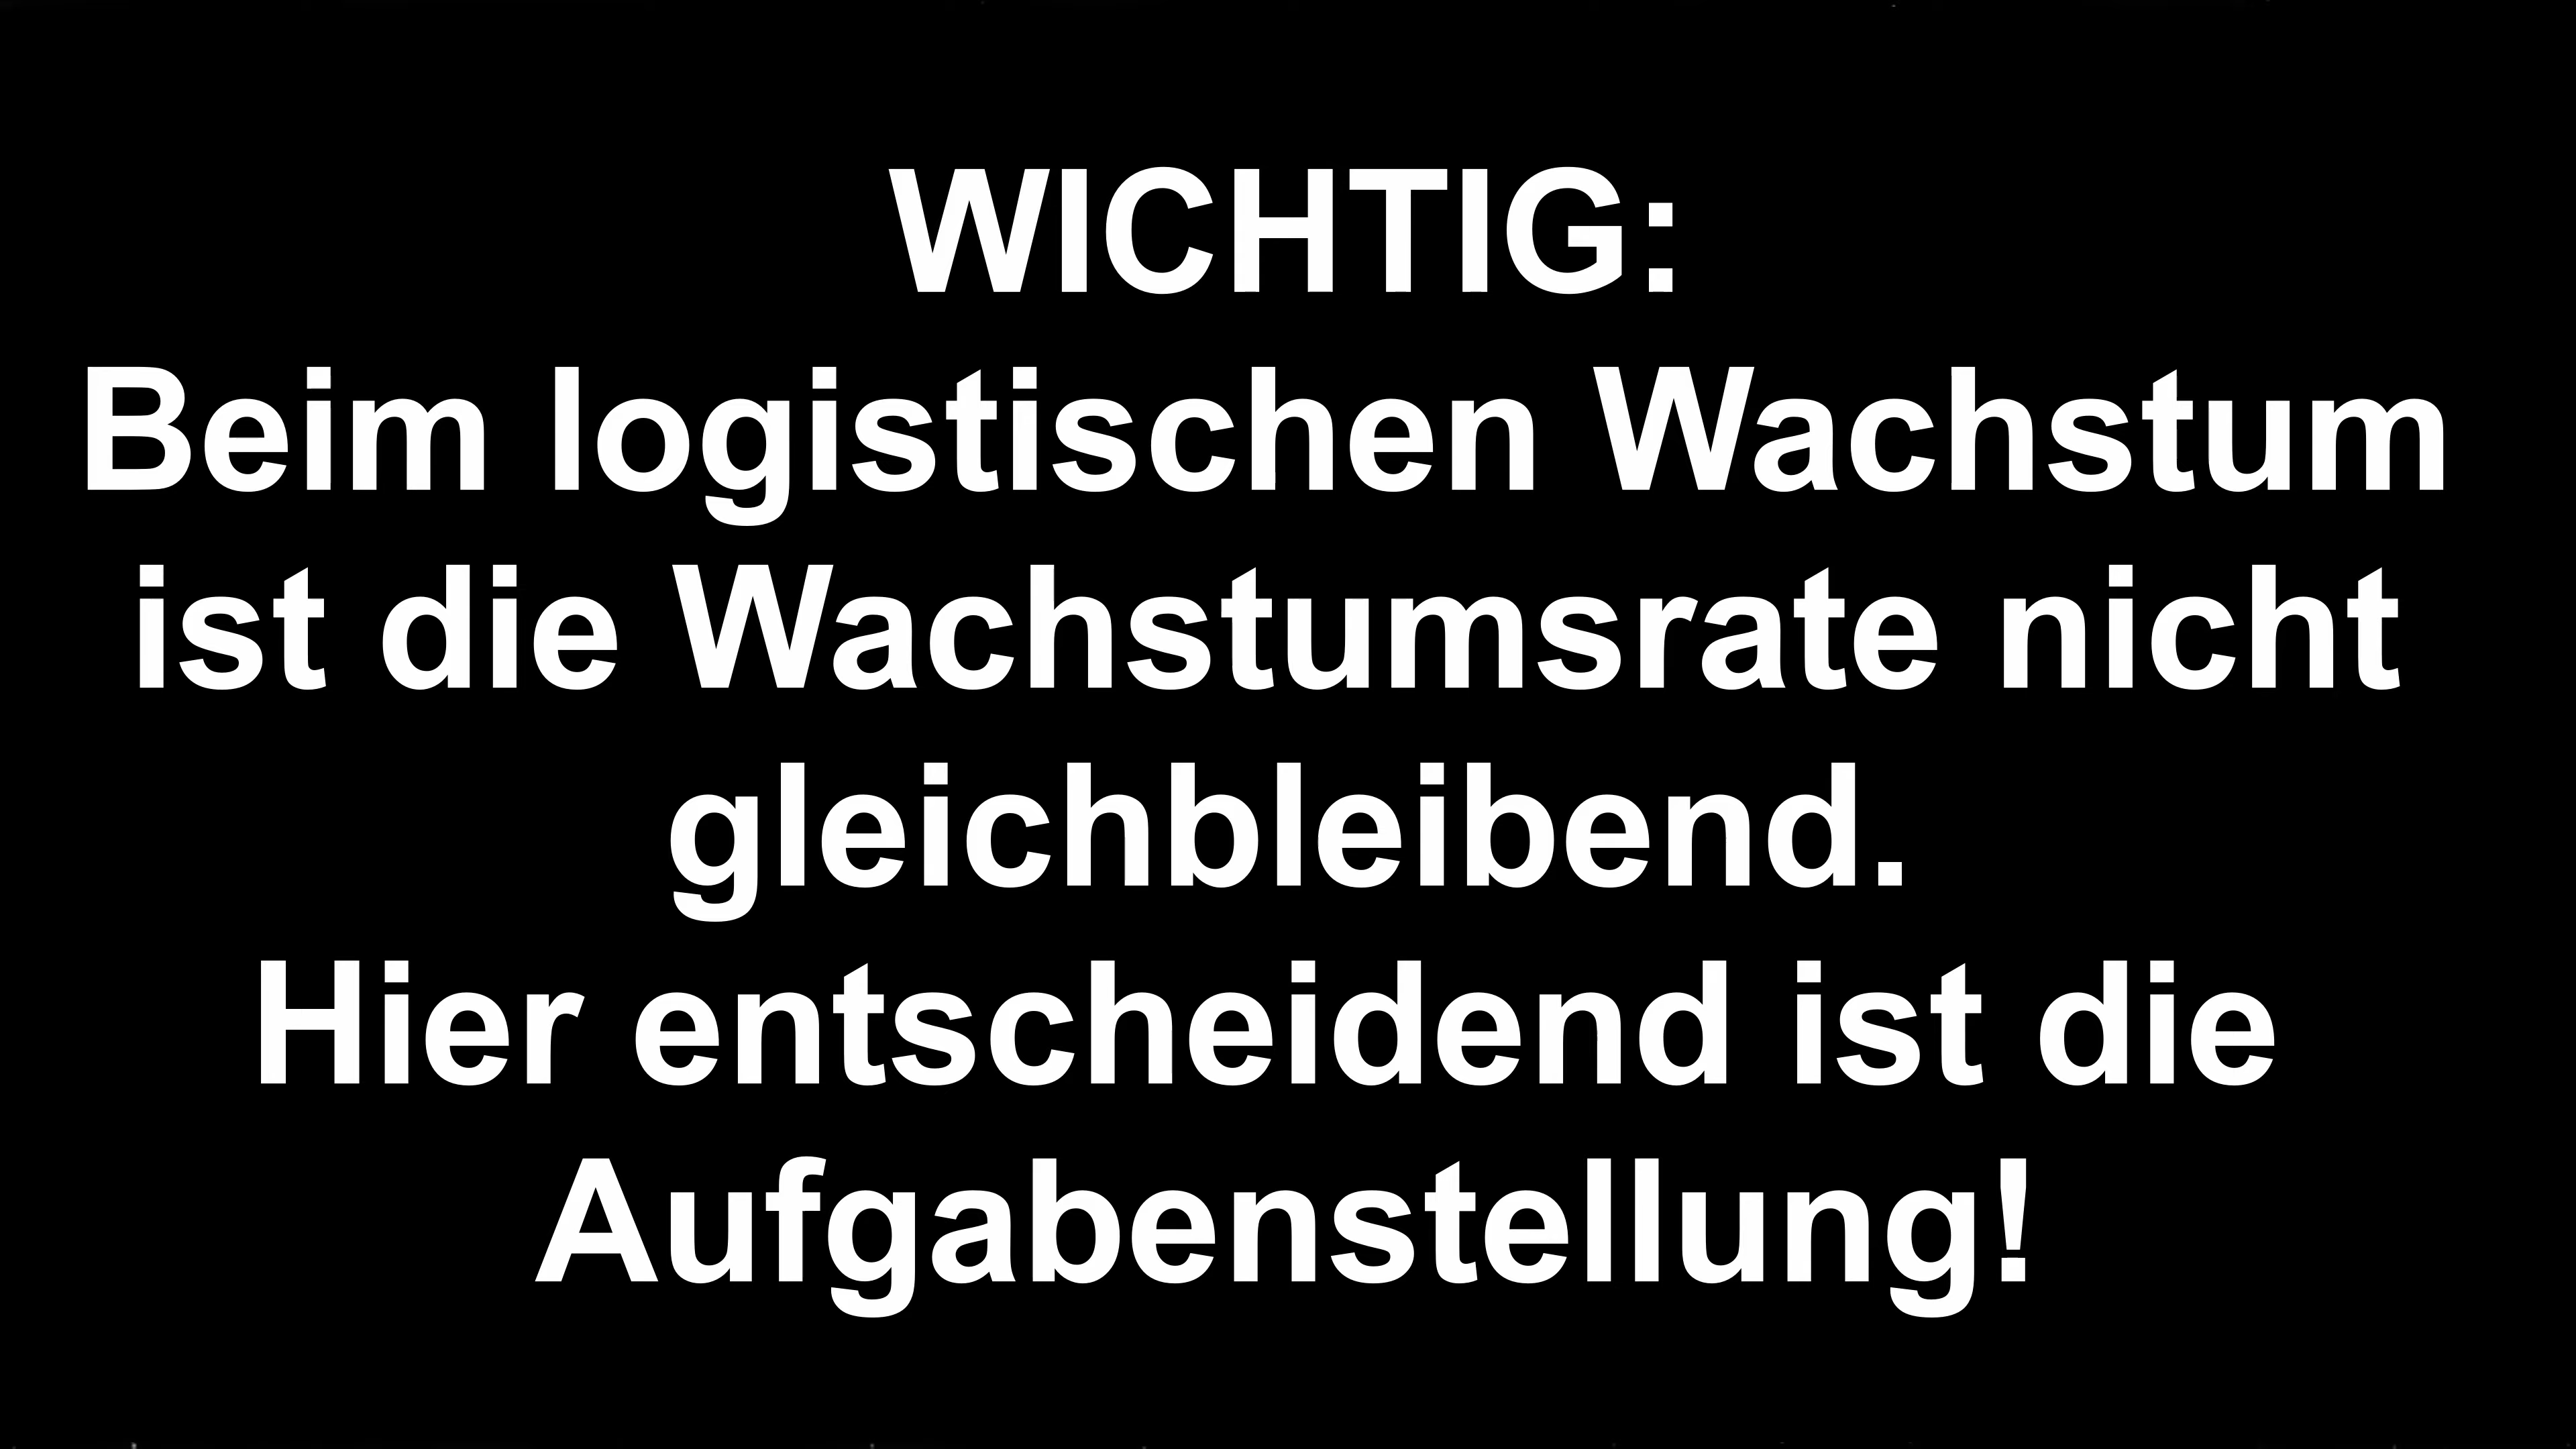 WICHTIG:
Beim logistischen Wachstum
ist die Wachstumsrate nicht
gleichbleibend.
Hier entscheidend ist die
Aufgabenstellung!